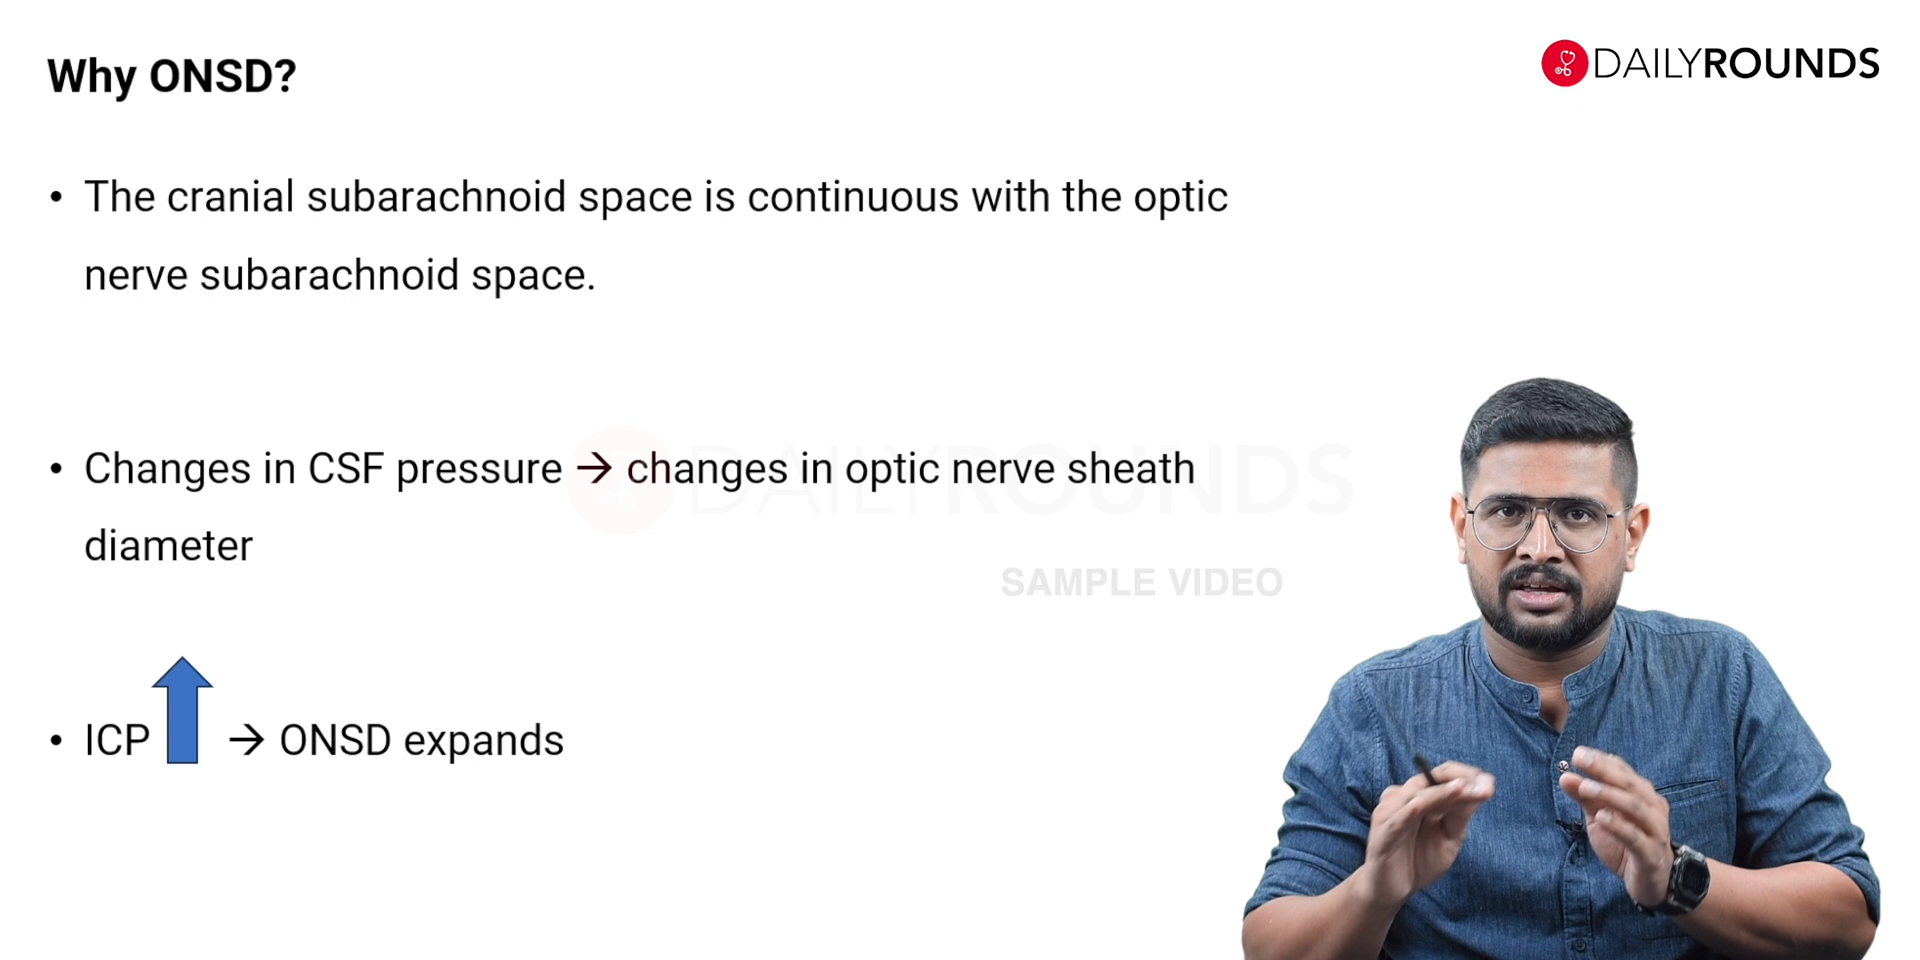 Why ONSD?
DAILYROUNDS
• The cranial subarachnoid space is continuous with the optic
nerve subarachnoid space.
• Changes in CSF pressure → changes in optic nerve sheath
diameter
DAILYROUNDS
SAMPLE VIDEO
• ICP → ONSD expands